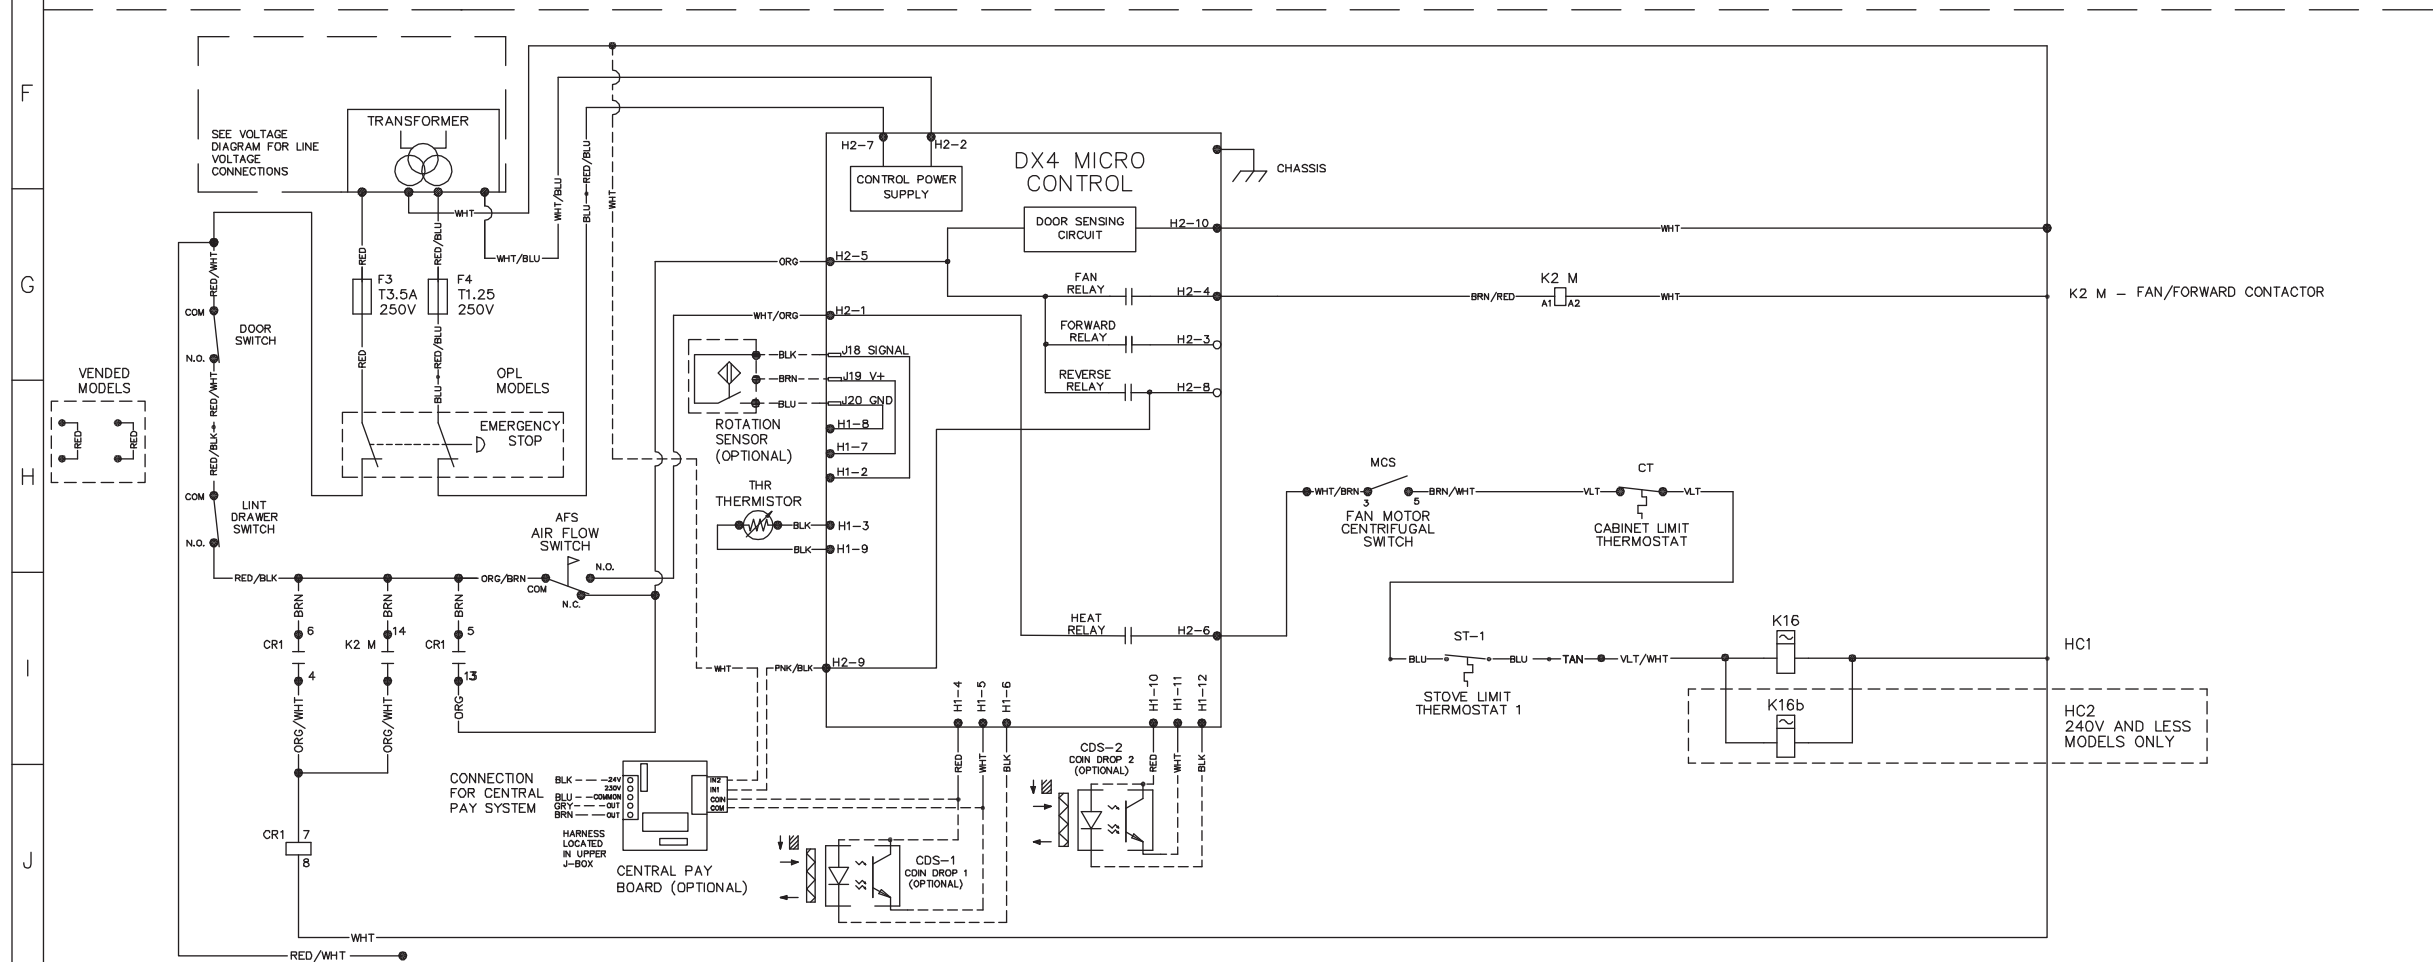 F
G
H
I
J
SEE VOLTAGE
DIAGRAM FOR LINE
VOLTAGE
CONNECTIONS
TRANSFORMER
WHT
WHT/BLU
WHT/BLU
BLU
RED/BLU
WHT
RED
RED/BLU
F3
T3.5A
250V
F4
T1.25
250V
RED
RED/BLU
BLU
RED/WHT
COM
DOOR
SWITCH
N.O.
RED/WHT
RED/BLK
COM
LINT
DRAWER
SWITCH
N.O.
VENDED
MODELS
RED
RED
OPL
MODELS
EMERGENCY
STOP
RED/BLK
BRN
BRN
BRN
ORG/BRN
AFS
AIR FLOW
SWITCH
N.O.
COM
N.C.
CR1
6
4
K2 M
14
CR1
5
13
ORG/WHT
ORG/WHT
ORG
CR1
7
8
WHT
RED/WHT
H2-7
H2-2
CONTROL POWER
SUPPLY
DX4 MICRO
CONTROL
CHASSIS
DOOR SENSING
CIRCUIT
H2-10
WHT
ORG
H2-5
FAN
RELAY
H2-4
BRN/RED
K2 M
A1
A2
WHT
K2 M - FAN/FORWARD CONTACTOR
WHT/ORG
H2-1
FORWARD
RELAY
H2-3
REVERSE
RELAY
H2-8
BLK
J18 SIGNAL
BRN
J19 V+
BLU
J20 GND
H1-8
H1-7
H1-2
ROTATION
SENSOR
(OPTIONAL)
THR
THERMISTOR
BLK
H1-3
BLK
H1-9
WHT/BRN
MCS
3
5
FAN MOTOR
CENTRIFUGAL
SWITCH
BRN/WHT
VLT
CT
VLT
CABINET LIMIT
THERMOSTAT
HEAT
RELAY
H2-6
WHT
PNK/BLK
H2-9
BLU
ST-1
BLU
TAN
VLT/WHT
STOVE LIMIT
THERMOSTAT 1
K16
HC1
K16b
HC2
240V AND LESS
MODELS ONLY
H1-4
H1-5
H1-6
H1-10
H1-11
H1-12
RED
WHT
BLK
RED
WHT
BLK
CDS-2
COIN DROP 2
(OPTIONAL)
CDS-1
COIN DROP 1
(OPTIONAL)
CONNECTION
FOR CENTRAL
PAY SYSTEM
BLK
24V
230V
BLU
COMMON
GRY
OUT
BRN
OUT
IN2
IN1
COIN
COM
HARNESS
LOCATED
IN UPPER
J-BOX
CENTRAL PAY
BOARD (OPTIONAL)